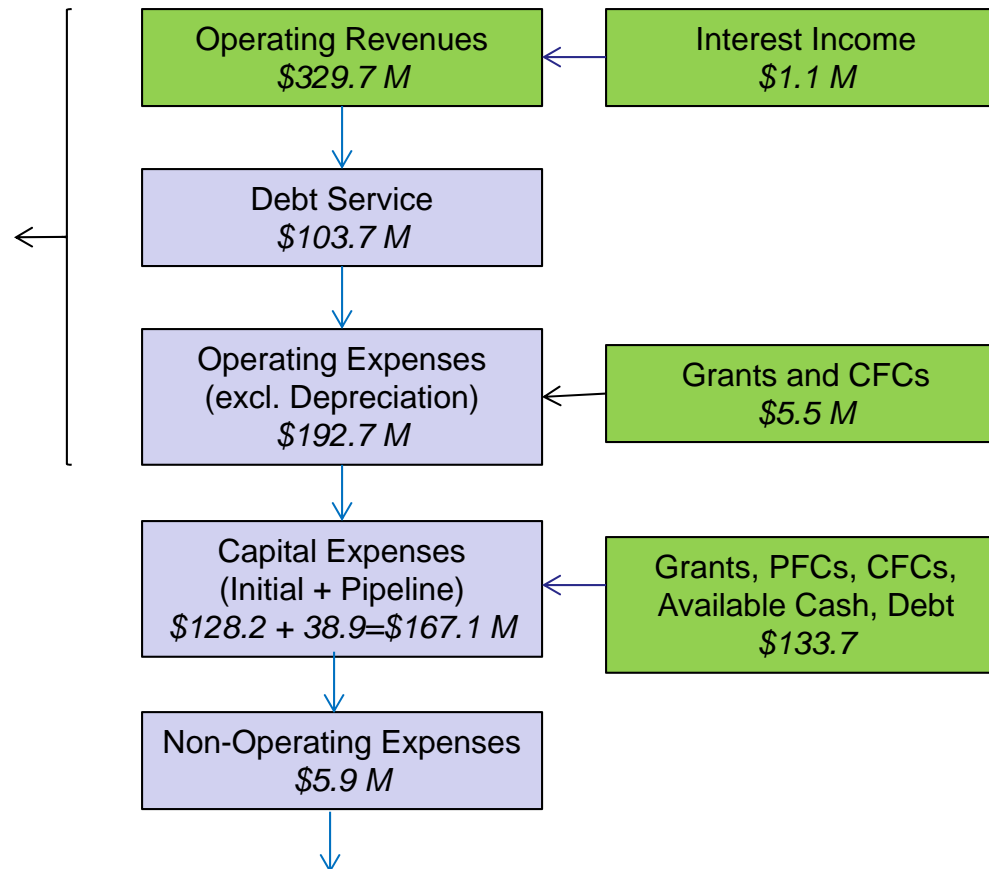 Operating Revenues
$329.7 M
Interest Income
$1.1 M
Debt Service
$103.7 M
Operating Expenses
(excl. Depreciation)
$192.7 M
Grants and CFCs
$5.5 M
Capital Expenses
(Initial + Pipeline)
$128.2 + 38.9=$167.1 M
Grants, PFCs, CFCs,
Available Cash, Debt
$133.7
Non-Operating Expenses
$5.9 M